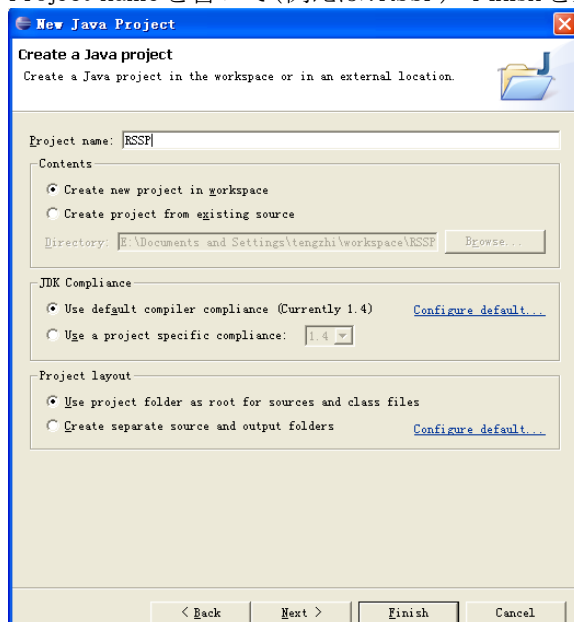 New Java Project
Create a Java project
Create a Java project in the workspace or in an external location.
Project name: RSSP
Contents
Create new project in workspace
Create project from existing source
Directory: E:\Documents and Settings\tengzhi\workspace\RSSP Browse...
JDK Compliance
Use default compiler compliance (Currently 1.4) Configure default...
Use a project specific compliance: 1.4
Project layout
Use project folder as root for sources and class files
Create separate source and output folders Configure default...
< Back Next > Finish Cancel